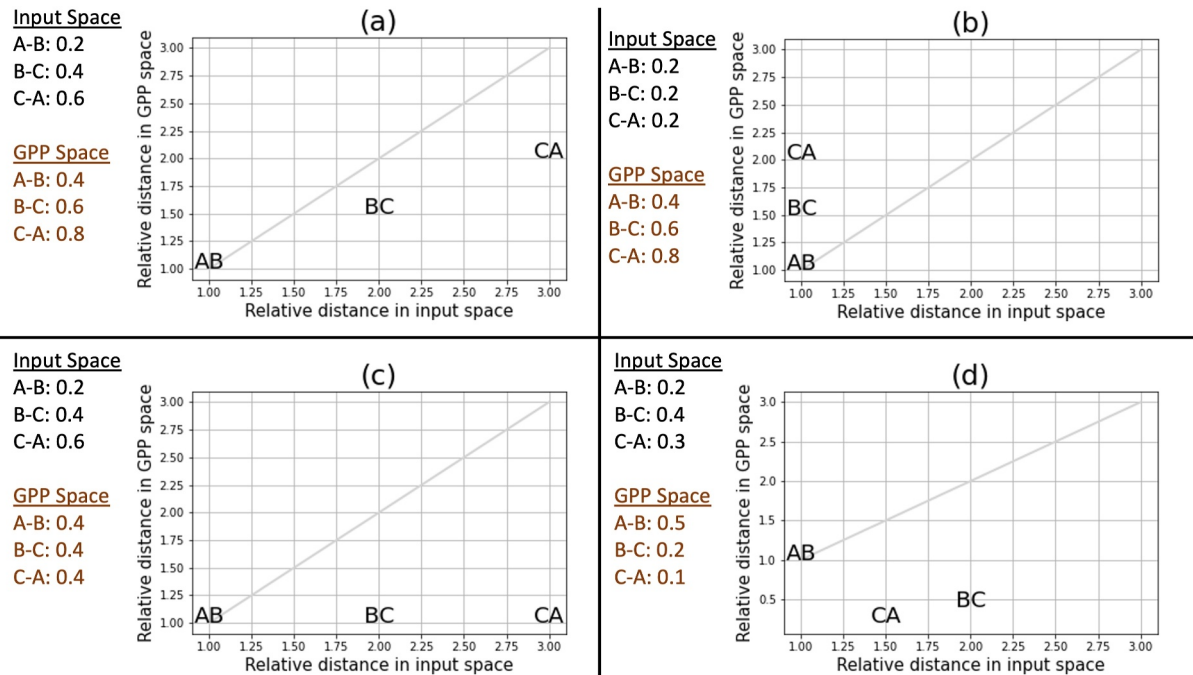 Input Space
A-B: 0.2
B-C: 0.4
C-A: 0.6
GPP Space
A-B: 0.4
B-C: 0.6
C-A: 0.8
(a)
Relative distance in GPP space
3.00
2.75
2.50
2.25
2.00
1.75
1.50
1.25
1.00
CA
BC
AB
1.00 1.25 1.50 1.75 2.00 2.25 2.50 2.75 3.00
Relative distance in input space
Input Space
A-B: 0.2
B-C: 0.2
C-A: 0.2
GPP Space
A-B: 0.4
B-C: 0.6
C-A: 0.8
(b)
Relative distance in GPP space
3.00
2.75
2.50
2.25
2.00
1.75
1.50
1.25
1.00
CA
BC
AB
1.00 1.25 1.50 1.75 2.00 2.25 2.50 2.75 3.00
Relative distance in input space
Input Space
A-B: 0.2
B-C: 0.4
C-A: 0.6
GPP Space
A-B: 0.4
B-C: 0.4
C-A: 0.4
(c)
Relative distance in GPP space
3.00
2.75
2.50
2.25
2.00
1.75
1.50
1.25
1.00
AB BC CA
1.00 1.25 1.50 1.75 2.00 2.25 2.50 2.75 3.00
Relative distance in input space
Input Space
A-B: 0.2
B-C: 0.4
C-A: 0.3
GPP Space
A-B: 0.5
B-C: 0.2
C-A: 0.1
(d)
Relative distance in GPP space
3.0
2.5
2.0
1.5
1.0
0.5
AB
BC
CA
1.00 1.25 1.50 1.75 2.00 2.25 2.50 2.75 3.00
Relative distance in input space